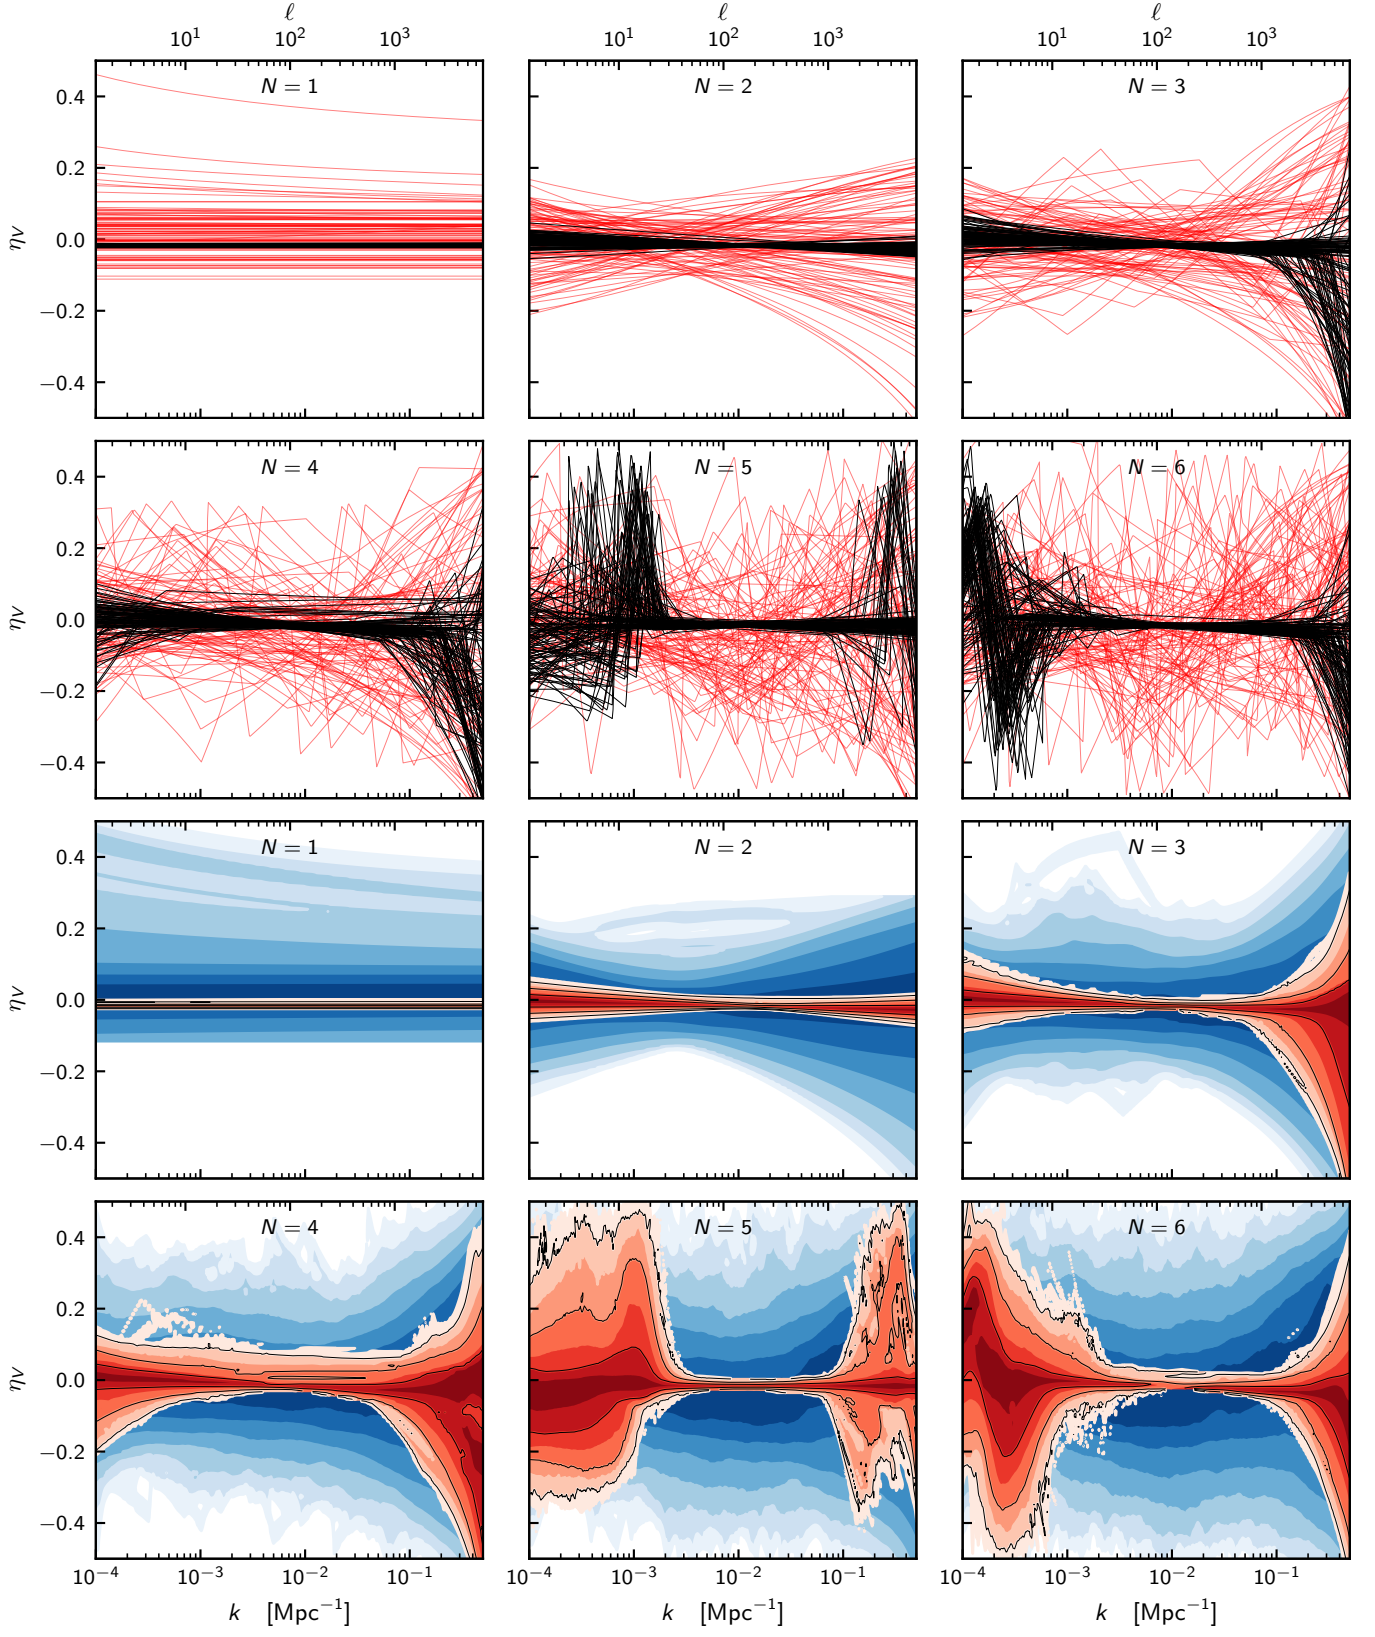 ℓ ℓ ℓ
10¹ 10² 10³ 10¹ 10² 10³ 10¹ 10² 10³
N = 1 N = 2 N = 3
0.4
0.2
η_V 0.0
−0.2
−0.4
N = 4 N = 5 N = 6
0.4
0.2
η_V 0.0
−0.2
−0.4
N = 1 N = 2 N = 3
0.4
0.2
η_V 0.0
−0.2
−0.4
N = 4 N = 5 N = 6
0.4
0.2
η_V 0.0
−0.2
−0.4
10⁻⁴ 10⁻³ 10⁻² 10⁻¹ 10⁻⁴ 10⁻³ 10⁻² 10⁻¹ 10⁻⁴ 10⁻³ 10⁻² 10⁻¹
k [Mpc⁻¹] k [Mpc⁻¹] k [Mpc⁻¹]